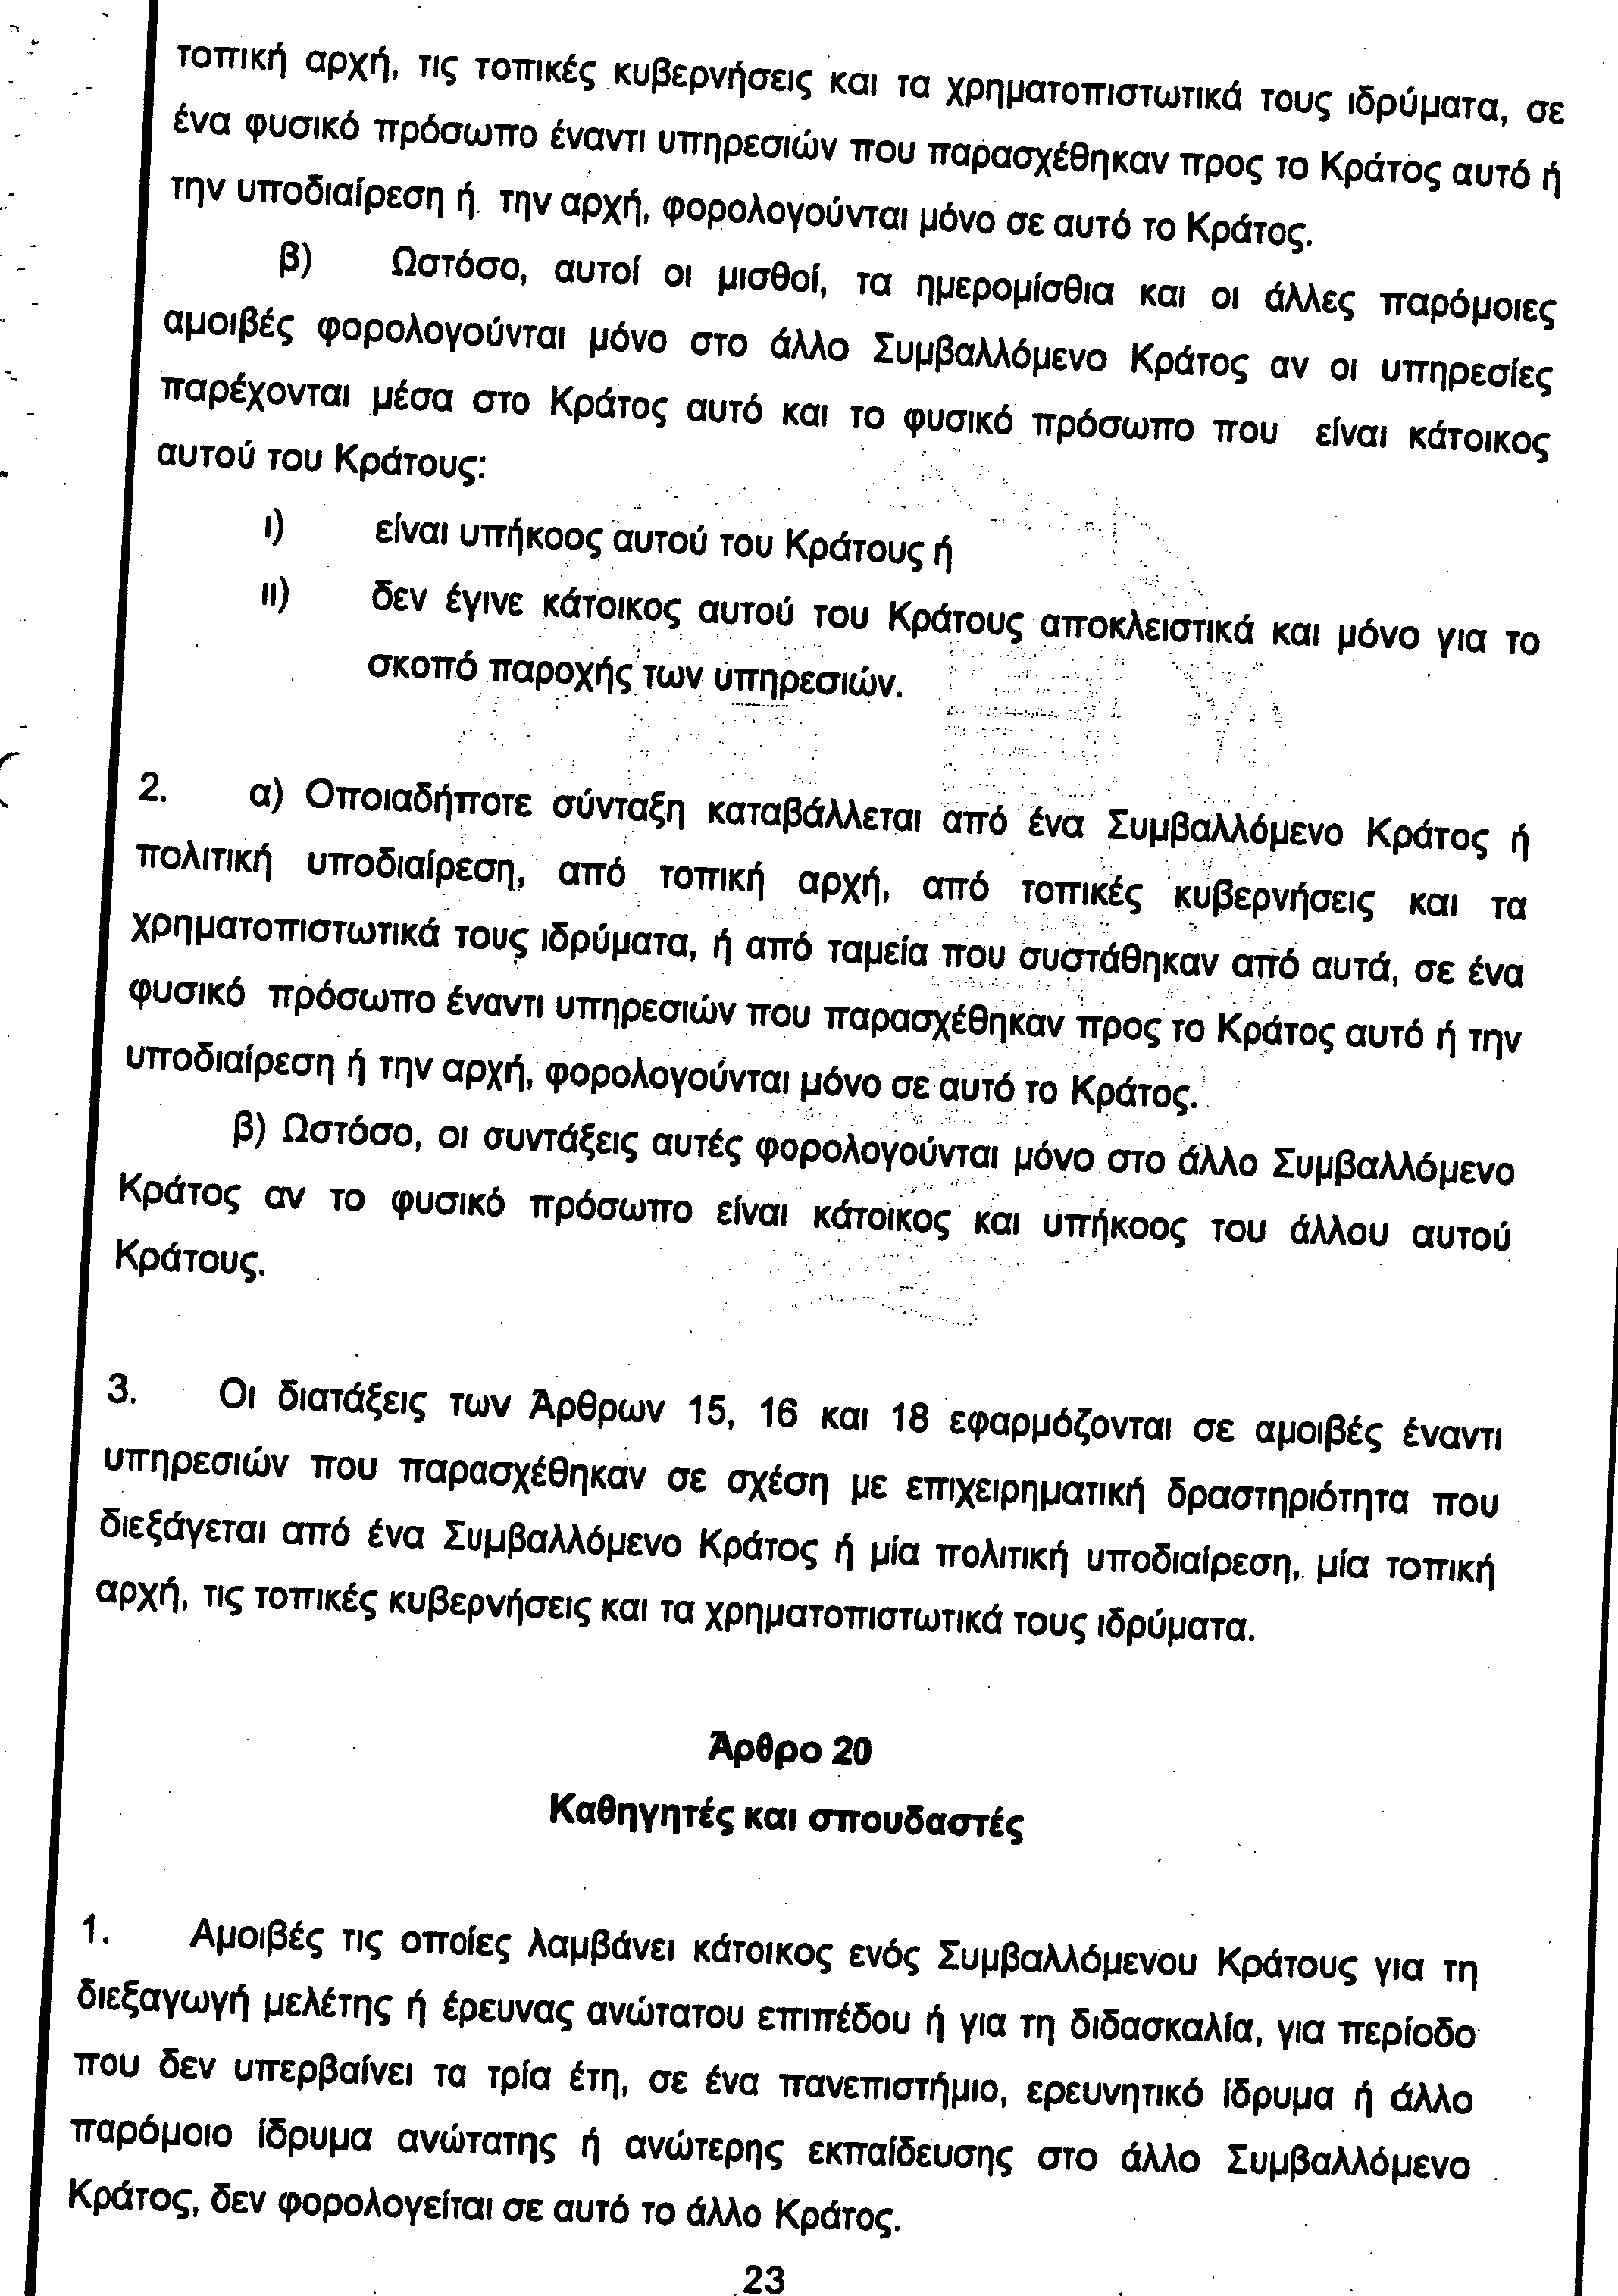 τοπική αρχή, τις τοπικές κυβερνήσεις και τα χρηματοπιστωτικά τους ιδρύματα, σε
ένα φυσικό πρόσωπο έναντι υπηρεσιών που παρασχέθηκαν προς το Κράτος αυτό ή
την υποδιαίρεση ή την αρχή, φορολογούνται μόνο σε αυτό το Κράτος.
β) Ωστόσο, αυτοί οι μισθοί, τα ημερομίσθια και οι άλλες παρόμοιες
αμοιβές φορολογούνται μόνο στο άλλο Συμβαλλόμενο Κράτος αν οι υπηρεσίες
παρέχονται μέσα στο Κράτος αυτό και το φυσικό πρόσωπο που είναι κάτοικος
αυτού του Κράτους:
ι) είναι υπήκοος αυτού του Κράτους ή
ιι) δεν έγινε κάτοικος αυτού του Κράτους αποκλειστικά και μόνο για το
σκοπό παροχής των υπηρεσιών.
2. α) Οποιαδήποτε σύνταξη καταβάλλεται από ένα Συμβαλλόμενο Κράτος ή
πολιτική υποδιαίρεση, από τοπική αρχή, από τοπικές κυβερνήσεις και τα
χρηματοπιστωτικά τους ιδρύματα, ή από ταμεία που συστάθηκαν από αυτά, σε ένα
φυσικό πρόσωπο έναντι υπηρεσιών που παρασχέθηκαν προς το Κράτος αυτό ή την
υποδιαίρεση ή την αρχή, φορολογούνται μόνο σε αυτό το Κράτος.
β) Ωστόσο, οι συντάξεις αυτές φορολογούνται μόνο στο άλλο Συμβαλλόμενο
Κράτος αν το φυσικό πρόσωπο είναι κάτοικος και υπήκοος του άλλου αυτού
Κράτους.
3. Οι διατάξεις των Άρθρων 15, 16 και 18 εφαρμόζονται σε αμοιβές έναντι
υπηρεσιών που παρασχέθηκαν σε σχέση με επιχειρηματική δραστηριότητα που
διεξάγεται από ένα Συμβαλλόμενο Κράτος ή μία πολιτική υποδιαίρεση, μία τοπική
αρχή, τις τοπικές κυβερνήσεις και τα χρηματοπιστωτικά τους ιδρύματα.
Άρθρο 20
Καθηγητές και σπουδαστές
1. Αμοιβές τις οποίες λαμβάνει κάτοικος ενός Συμβαλλόμενου Κράτους για τη
διεξαγωγή μελέτης ή έρευνας ανώτατου επιπέδου ή για τη διδασκαλία, για περίοδο
που δεν υπερβαίνει τα τρία έτη, σε ένα πανεπιστήμιο, ερευνητικό ίδρυμα ή άλλο
παρόμοιο ίδρυμα ανώτατης ή ανώτερης εκπαίδευσης στο άλλο Συμβαλλόμενο
Κράτος, δεν φορολογείται σε αυτό το άλλο Κράτος.
23